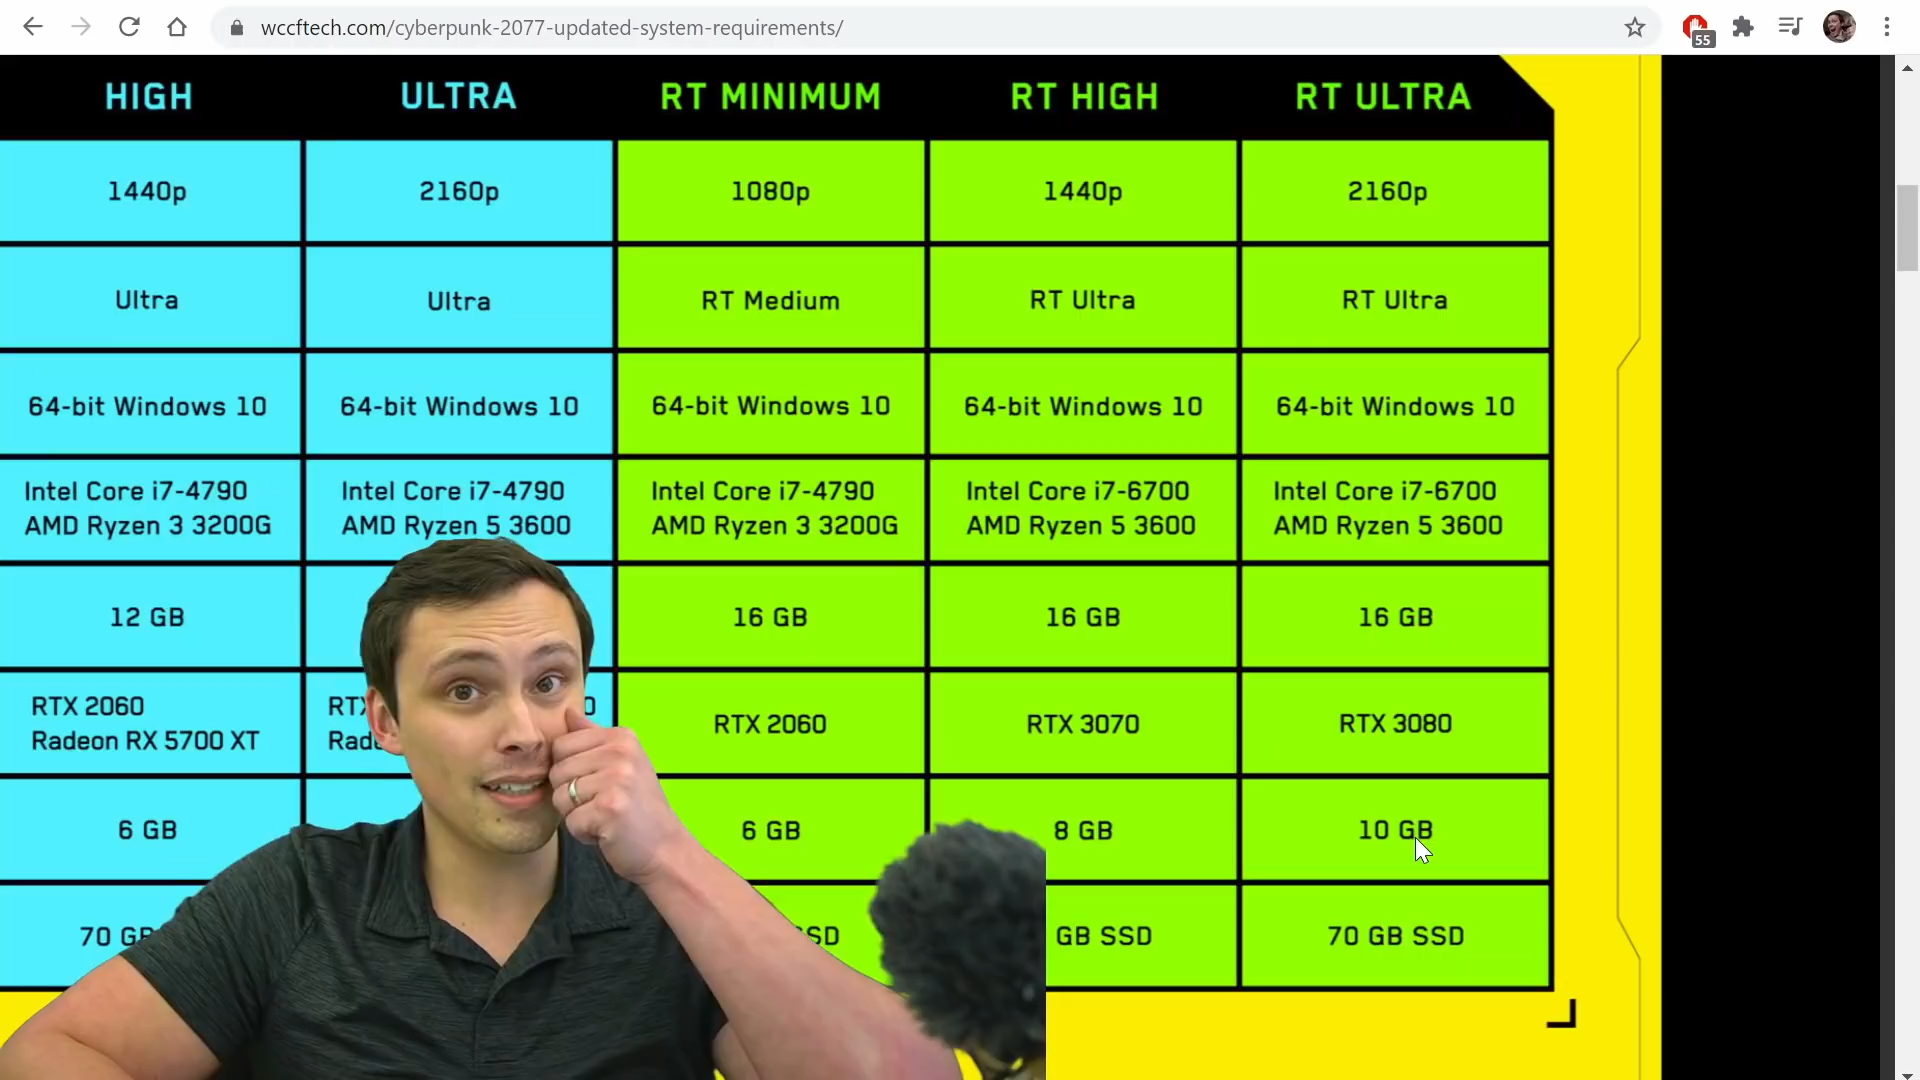 wccftech.com/cyberpunk-2077-updated-system-requirements/
55
HIGH ULTRA RT MINIMUM RT HIGH RT ULTRA
1440p 2160p 1080p 1440p 2160p
Ultra Ultra RT Medium RT Ultra RT Ultra
64-bit Windows 10 64-bit Windows 10 64-bit Windows 10 64-bit Windows 10 64-bit Windows 10
Intel Core i7-4790 Intel Core i7-4790 Intel Core i7-4790 Intel Core i7-6700 Intel Core i7-6700
AMD Ryzen 3 3200G AMD Ryzen 5 3600 AMD Ryzen 3 3200G AMD Ryzen 5 3600 AMD Ryzen 5 3600
12 GB 16 GB 16 GB 16 GB
RTX 2060
Radeon RX 5700 XT
RTX 2060 RTX 3070 RTX 3080
6 GB 6 GB 8 GB 10 GB
70 GB GB SSD 70 GB SSD